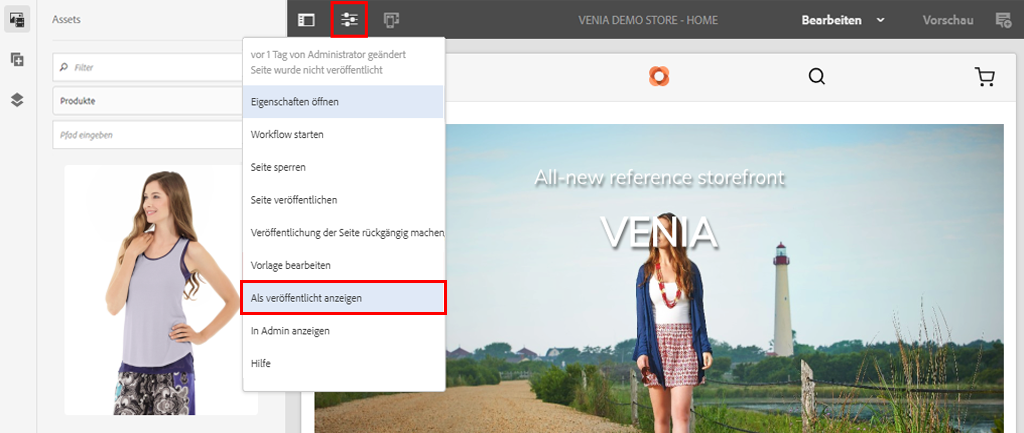 Assets
VENIA DEMO STORE - HOME
Bearbeiten
Vorschau
Filter
Produkte
Pfad eingeben
vor 1 Tag von Administrator geändert
Seite wurde nicht veröffentlicht
Eigenschaften öffnen
Workflow starten
Seite sperren
Seite veröffentlichen
Veröffentlichung der Seite rückgängig machen
Vorlage bearbeiten
Als veröffentlicht anzeigen
In Admin anzeigen
Hilfe
All-new reference storefront
VENIA